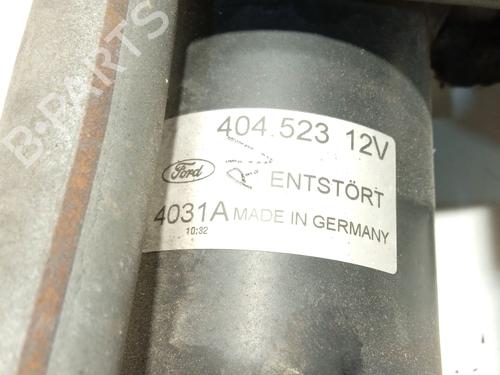 B-PARTS
404.523 12V
Ford
ENTSTÖRT
4031A MADE IN GERMANY
10:32